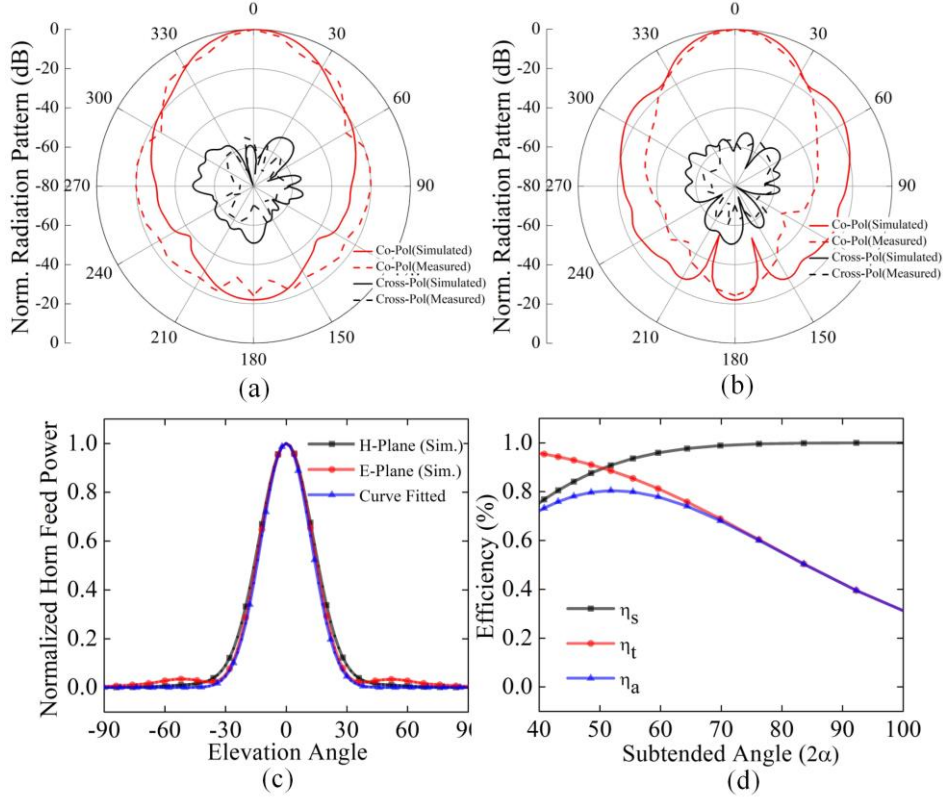 0
330
30
300
60
270
90
240
210
150
180
0
-20
-40
-60
-80
-60
-40
-20
0
Norm. Radiation Pattern (dB)
Co-Pol(Simulated)
Co-Pol(Measured)
Cross-Pol(Simulated)
Cross-Pol(Measured)
(a)
0
330
30
300
60
270
90
240
210
150
180
0
-20
-40
-60
-80
-60
-40
-20
0
Norm. Radiation Pattern (dB)
Co-Pol(Simulated)
Co-Pol(Measured)
Cross-Pol(Simulated)
Cross-Pol(Measured)
(b)
Normalized Horn Feed Power
1.0
0.8
0.6
0.4
0.2
0.0
H-Plane (Sim.)
E-Plane (Sim.)
Curve Fitted
-90 -60 -30 0 30 60 90
Elevation Angle
(c)
Efficiency (%)
1.0
0.8
0.6
0.4
0.2
0.0
ηs
ηt
ηa
40 50 60 70 80 90 100
Subtended Angle (2α)
(d)